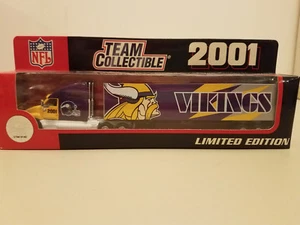 NFL
TEAM
COLLECTIBLE
2001
VIKINGS
LIMITED EDITION